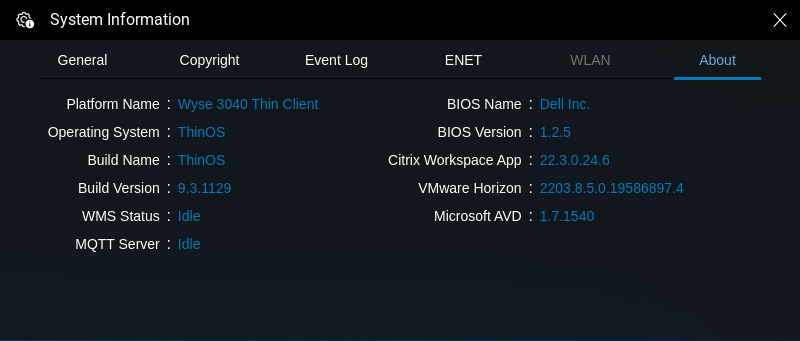 System Information
General Copyright Event Log ENET WLAN About
Platform Name : Wyse 3040 Thin Client
Operating System : ThinOS
Build Name : ThinOS
Build Version : 9.3.1129
WMS Status : Idle
MQTT Server : Idle
BIOS Name : Dell Inc.
BIOS Version : 1.2.5
Citrix Workspace App : 22.3.0.24.6
VMware Horizon : 2203.8.5.0.19586897.4
Microsoft AVD : 1.7.1540